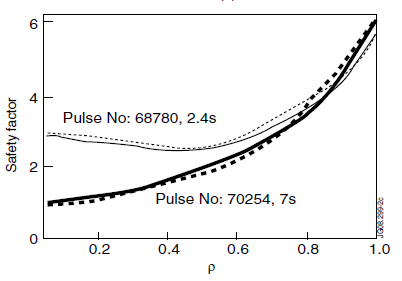 6
4
2
0
Safety factor
Pulse No: 68780, 2.4s
Pulse No: 70254, 7s
0.2 0.4 0.6 0.8 1.0
ρ
JG08.299-2c